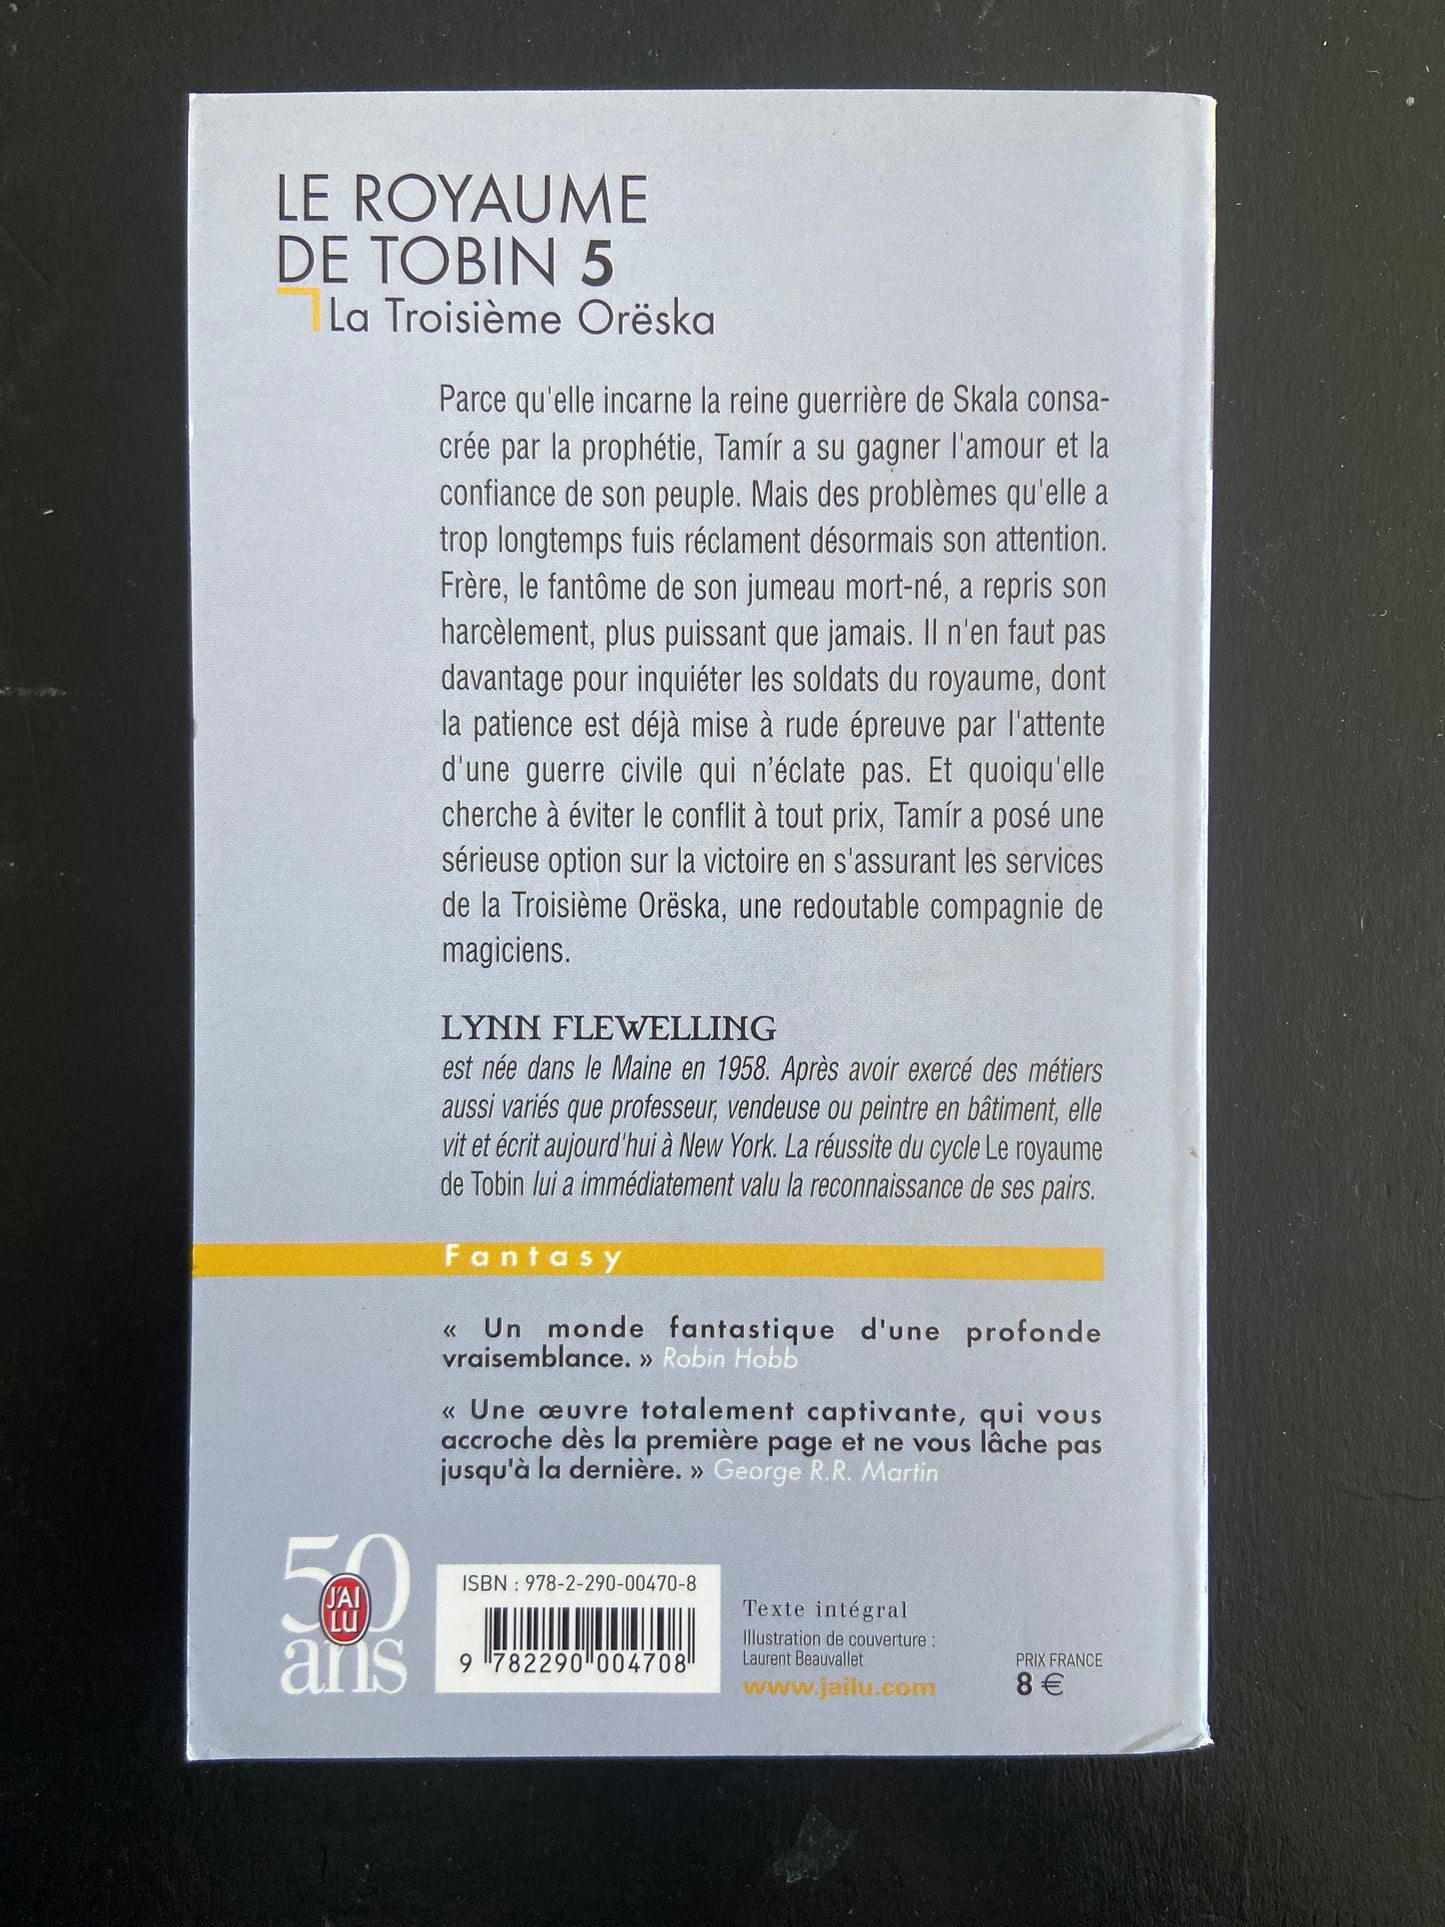 LE ROYAUME
DE TOBIN 5
La Troisième Orëska
Parce qu'elle incarne la reine guerrière de Skala consa-
crée par la prophétie, Tamír a su gagner l'amour et la
confiance de son peuple. Mais des problèmes qu'elle a
trop longtemps fuis réclament désormais son attention.
Frère, le fantôme de son jumeau mort-né, a repris son
harcèlement, plus puissant que jamais. Il n'en faut pas
davantage pour inquiéter les soldats du royaume, dont
la patience est déjà mise à rude épreuve par l'attente
d'une guerre civile qui n’éclate pas. Et quoiqu'elle
cherche à éviter le conflit à tout prix, Tamír a posé une
sérieuse option sur la victoire en s'assurant les services
de la Troisième Orëska, une redoutable compagnie de
magiciens.
LYNN FLEWELLING
est née dans le Maine en 1958. Après avoir exercé des métiers
aussi variés que professeur, vendeuse ou peintre en bâtiment, elle
vit et écrit aujourd'hui à New York. La réussite du cycle Le royaume
de Tobin lui a immédiatement valu la reconnaissance de ses pairs.
Fantasy
« Un monde fantastique d'une profonde
vraisemblance. » Robin Hobb
« Une œuvre totalement captivante, qui vous
accroche dès la première page et ne vous lâche pas
jusqu'à la dernière. » George R.R. Martin
50
J'AI
LU
ans
ISBN : 978-2-290-00470-8
9 782290 004708
Texte intégral
Illustration de couverture :
Laurent Beauvallet
www.jailu.com
PRIX FRANCE
8 €